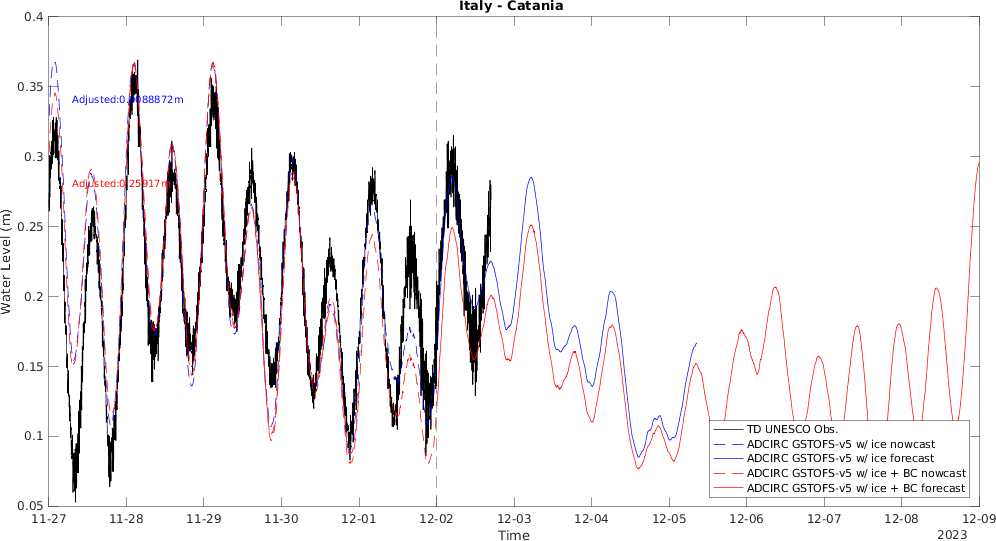 Italy - Catania
0.4
0.35
0.3
0.25
0.2
0.15
0.1
0.05
Water Level (m)
Adjusted:0.0088872m
Adjusted:0.25917m
TD UNESCO Obs.
ADCIRC GSTOFS-v5 w/ ice nowcast
ADCIRC GSTOFS-v5 w/ ice forecast
ADCIRC GSTOFS-v5 w/ ice + BC nowcast
ADCIRC GSTOFS-v5 w/ ice + BC forecast
11-27 11-28 11-29 11-30 12-01 12-02 12-03 12-04 12-05 12-06 12-07 12-08 12-09
Time
2023